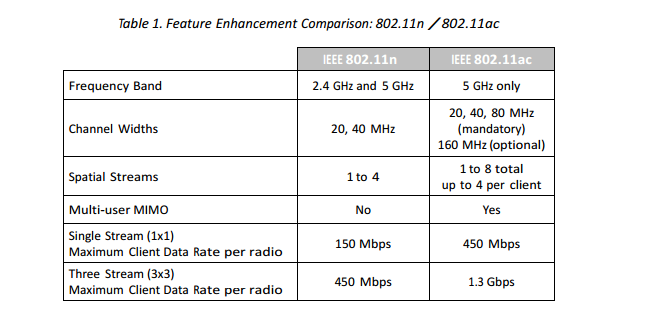 Table 1. Feature Enhancement Comparison: 802.11n / 802.11ac
IEEE 802.11n IEEE 802.11ac
Frequency Band 2.4 GHz and 5 GHz 5 GHz only
Channel Widths 20, 40 MHz 20, 40, 80 MHz
(mandatory)
160 MHz (optional)
Spatial Streams 1 to 4 1 to 8 total
up to 4 per client
Multi-user MIMO No Yes
Single Stream (1x1)
Maximum Client Data Rate per radio 150 Mbps 450 Mbps
Three Stream (3x3)
Maximum Client Data Rate per radio 450 Mbps 1.3 Gbps